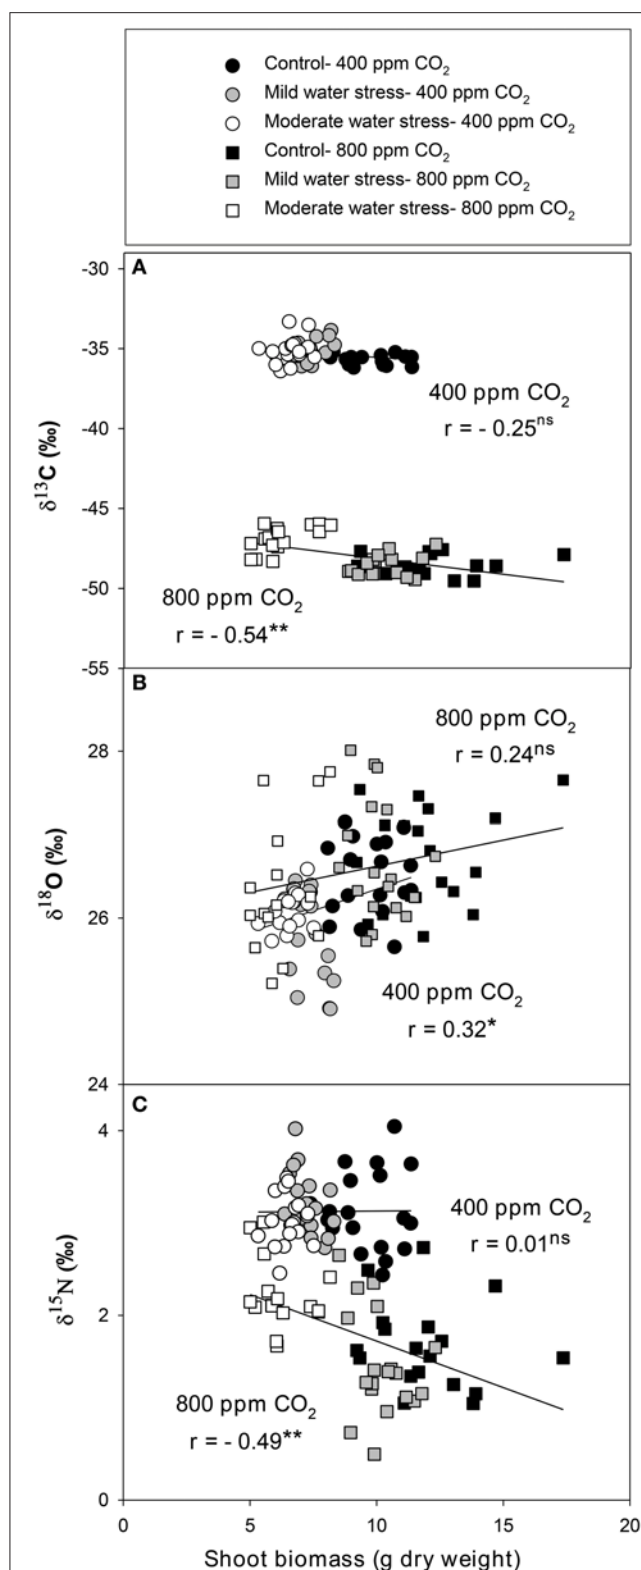 Control- 400 ppm CO₂
Mild water stress- 400 ppm CO₂
Moderate water stress- 400 ppm CO₂
Control- 800 ppm CO₂
Mild water stress- 800 ppm CO₂
Moderate water stress- 800 ppm CO₂
A
-30
-35
-40
-45
-50
-55
δ¹³C (‰)
400 ppm CO₂
r = - 0.25ⁿˢ
800 ppm CO₂
r = - 0.54**
B
28
26
24
δ¹⁸O (‰)
800 ppm CO₂
r = 0.24ⁿˢ
400 ppm CO₂
r = 0.32*
C
4
2
0
δ¹⁵N (‰)
400 ppm CO₂
r = 0.01ⁿˢ
800 ppm CO₂
r = - 0.49**
0 5 10 15 20
Shoot biomass (g dry weight)